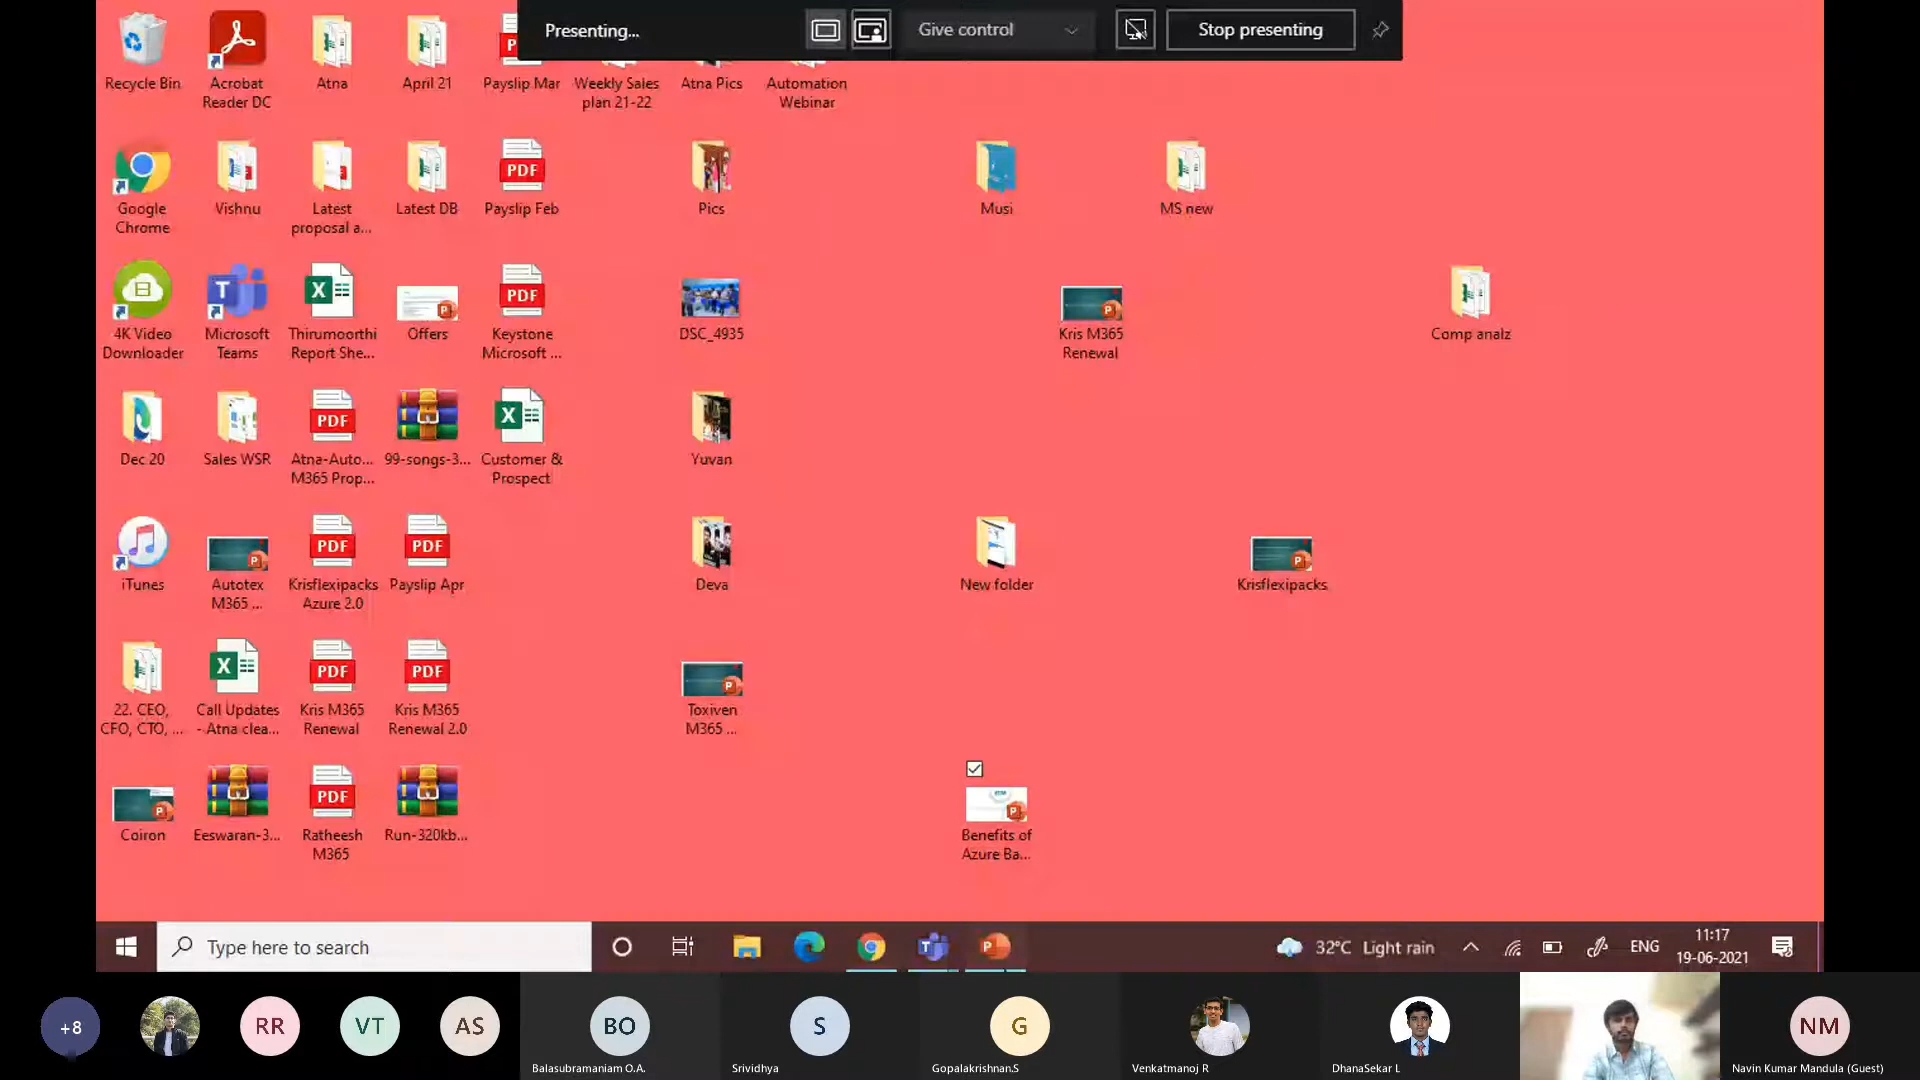 Presenting...
Give control
Stop presenting
Recycle Bin
Acrobat
Reader DC
Atna
April 21
Payslip Mar
Weekly Sales
plan 21-22
Atna Pics
Automation
Webinar
Google
Chrome
Vishnu
Latest
proposal a...
Latest DB
PDF
Payslip Feb
Pics
Musi
MS new
4K Video
Downloader
Microsoft
Teams
Thirumoorthi
Report She...
Offers
PDF
Keystone
Microsoft ...
DSC_4935
Kris M365
Renewal
Comp analz
Dec 20
Sales WSR
PDF
Atna-Auto...
M365 Prop...
99-songs-3...
Customer &
Prospect
Yuvan
iTunes
Autotex
M365 ...
PDF
Krisflexipacks
Azure 2.0
PDF
Payslip Apr
Deva
New folder
Krisflexipacks
22. CEO,
CFO, CTO, ...
Call Updates
- Atna clea...
PDF
Kris M365
Renewal
PDF
Kris M365
Renewal 2.0
Toxiven
M365 ...
Coiron
Eeswaran-3...
PDF
Ratheesh
M365
Run-320kb...
Benefits of
Azure Ba...
Type here to search
32°C Light rain
ENG
11:17
19-06-2021
+8
RR
VT
AS
BO
Balasubramaniam O.A.
S
Srividhya
G
Gopalakrishnan.S
Venkatmanoj R
DhanaSekar L
NM
Navin Kumar Mandula (Guest)